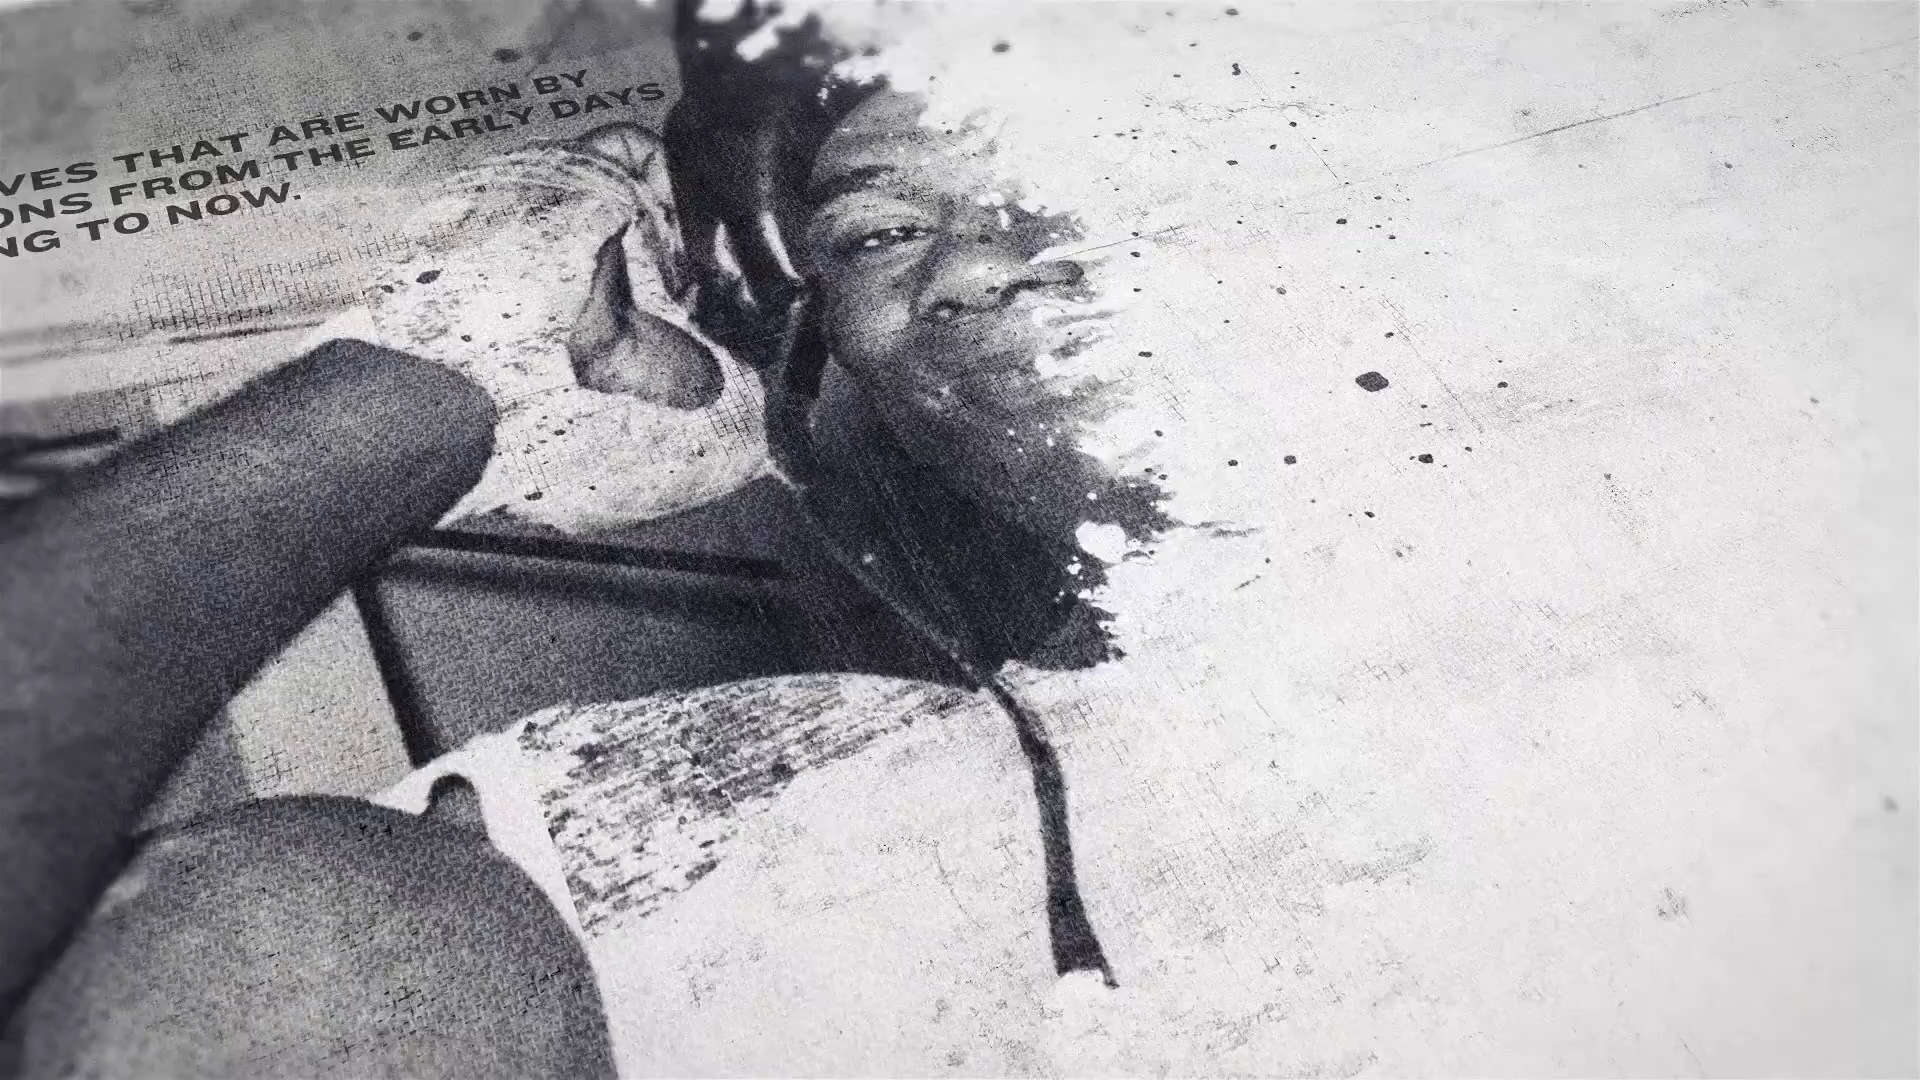 VES THAT ARE WORN BY
ONS FROM THE EARLY DAYS
NG TO NOW.